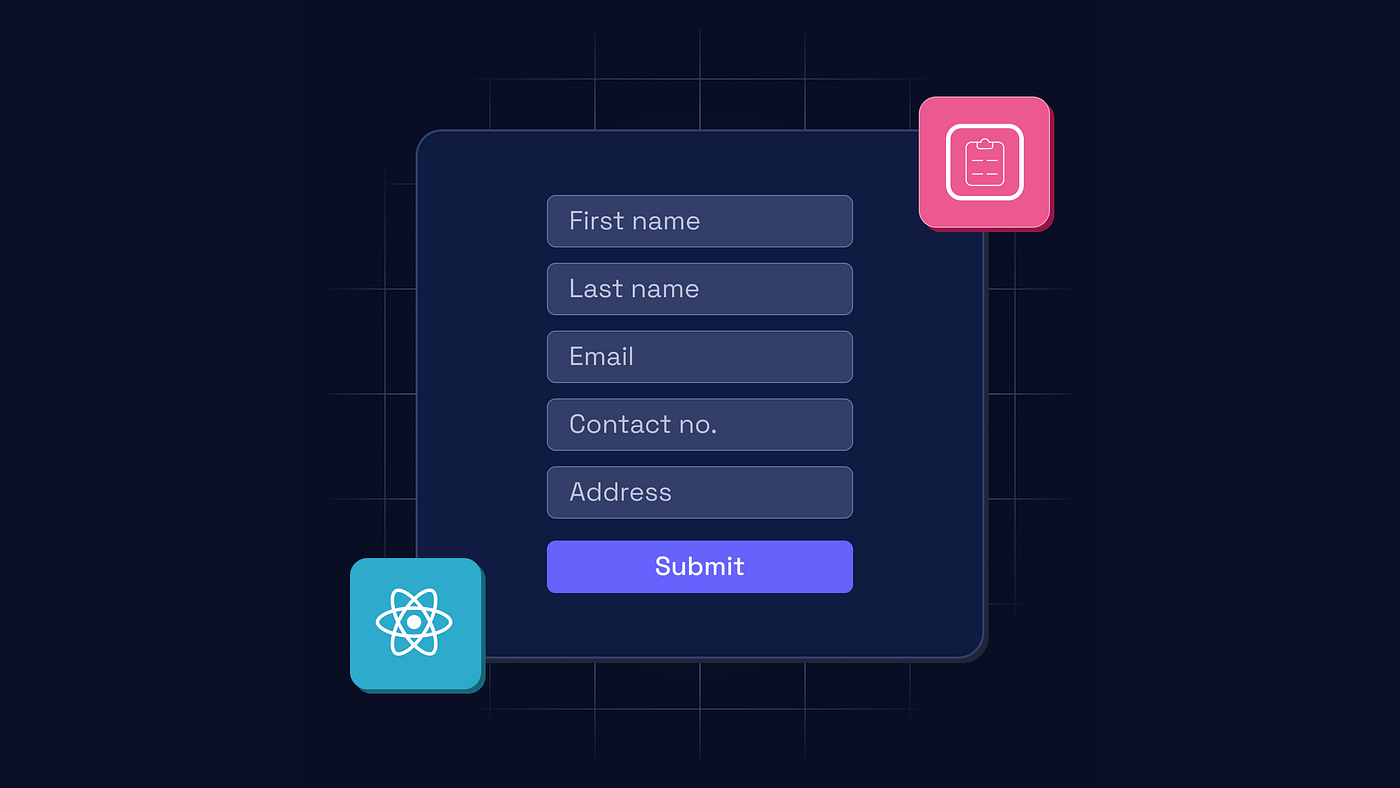 First name
Last name
Email
Contact no.
Address
Submit